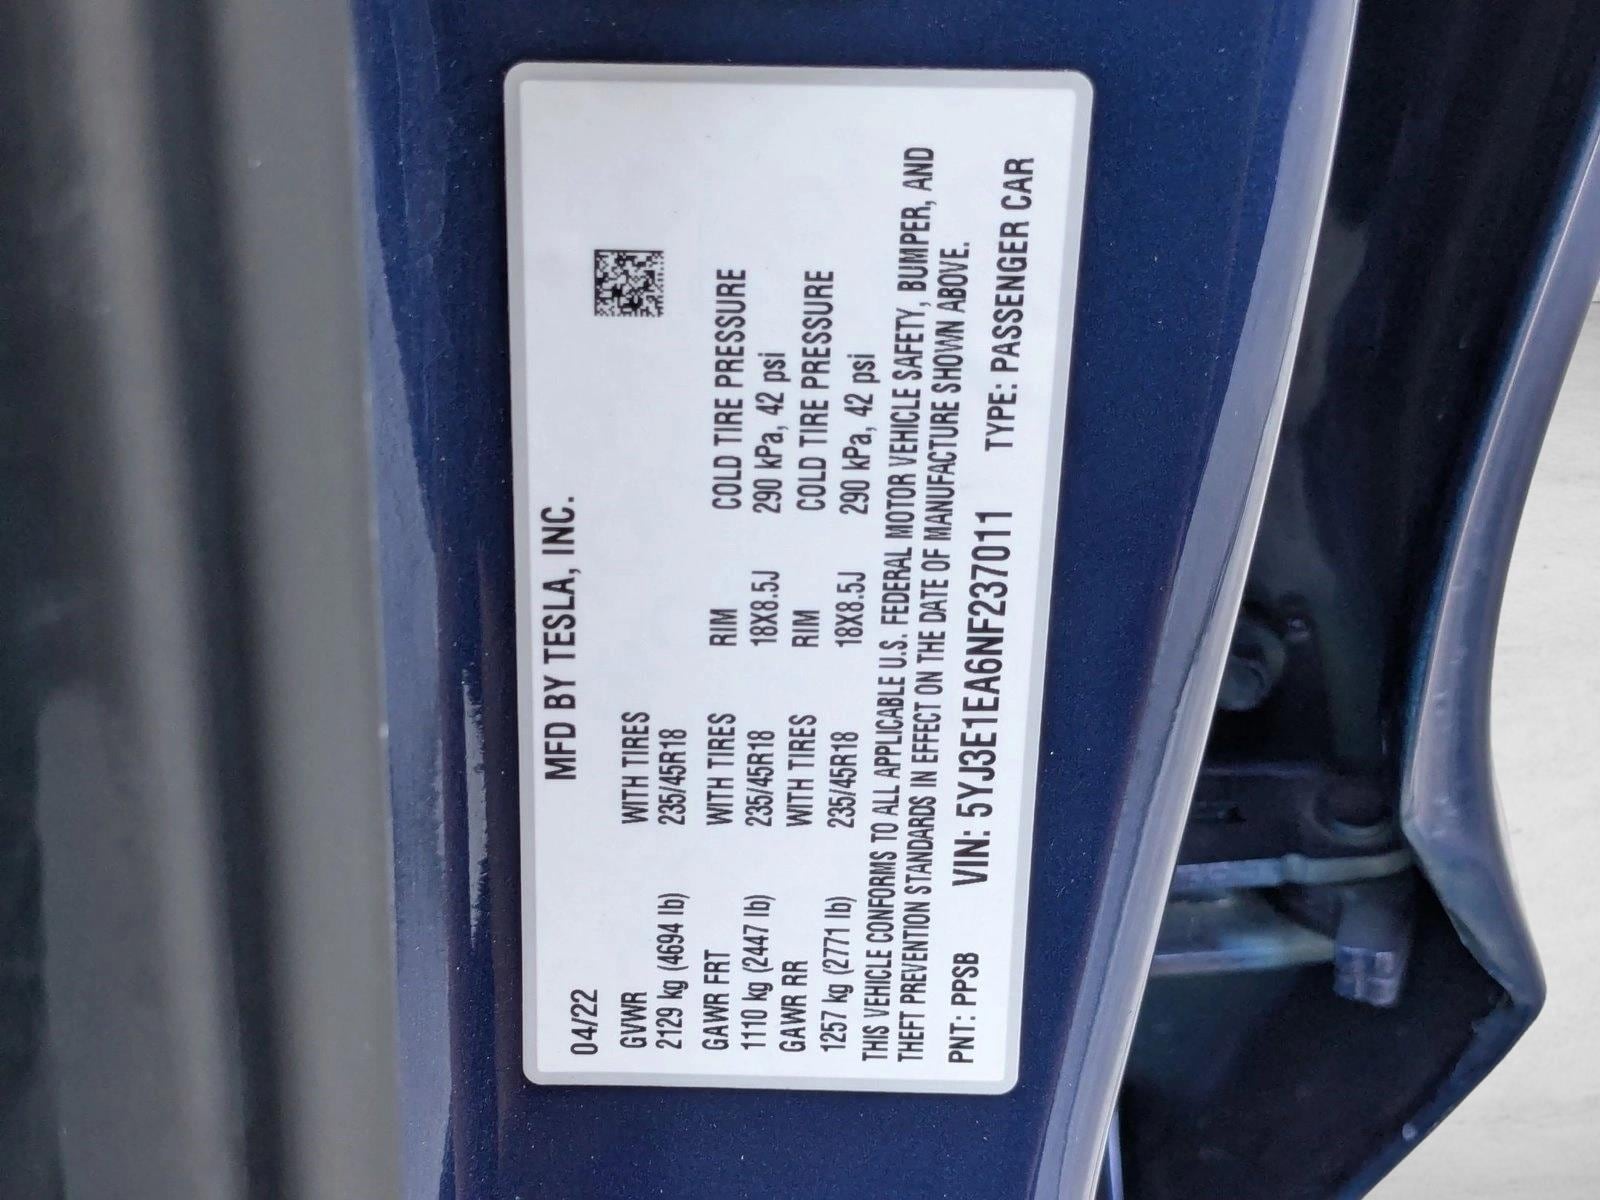 MFD BY TESLA, INC.
04/22
GVWR WITH TIRES
2129 kg (4694 lb) 235/45R18
GAWR FRT WITH TIRES RIM COLD TIRE PRESSURE
1110 kg (2447 lb) 235/45R18 18X8.5J 290 kPa, 42 psi
GAWR RR WITH TIRES RIM COLD TIRE PRESSURE
1257 kg (2771 lb) 235/45R18 18X8.5J 290 kPa, 42 psi
THIS VEHICLE CONFORMS TO ALL APPLICABLE U.S. FEDERAL MOTOR VEHICLE SAFETY, BUMPER, AND
THEFT PREVENTION STANDARDS IN EFFECT ON THE DATE OF MANUFACTURE SHOWN ABOVE.
PNT: PPSB VIN: 5YJ3E1EA6NF237011 TYPE: PASSENGER CAR